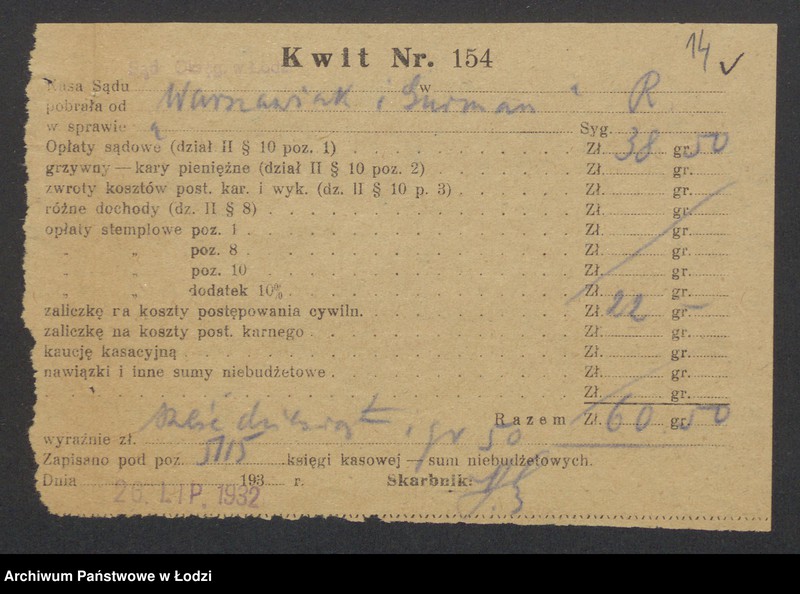 Kwit Nr. 154
14 ✓
Sąd Okręg. w Łodzi
Kasa Sądu w
pobrała od Warszawiak i R
w sprawie Syg.
Opłaty sądowe (dział II § 10 poz. 1) Zł. 38 gr. 50
grzywny — kary pieniężne (dział II § 10 poz. 2) Zł. gr.
zwroty kosztów post. kar. i wyk. (dz. II § 10 p. 3) Zł. gr.
różne dochody (dz. II § 8) Zł. gr.
opłaty stemplowe poz. 1 Zł. gr.
„ „ poz. 8 Zł. gr.
„ „ poz. 10 Zł. gr.
„ „ dodatek 10% Zł. gr.
zaliczkę na koszty postępowania cywiln. Zł. 22 gr. —
zaliczkę na koszty post. karnego Zł. gr.
kaucję kasacyjną Zł. gr.
nawiązki i inne sumy niebudżetowe Zł. gr.
Zł. gr.
Razem Zł. 60 gr. 50
wyraźnie zł. sześćdziesiąt, gr 50
Zapisano pod poz. 5715 księgi kasowej — sum niebudżetowych.
Dnia 26. LIP. 1932 193 r. Skarbnik:
Archiwum Państwowe w Łodzi